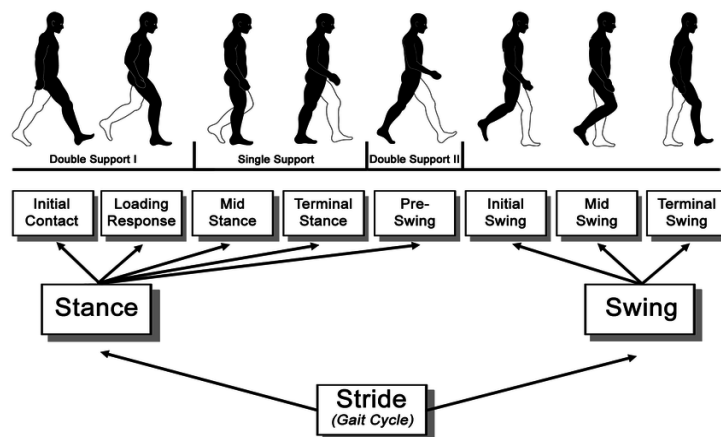 Double Support I
Single Support
Double Support II
Initial
Contact
Loading
Response
Mid
Stance
Terminal
Stance
Pre-
Swing
Initial
Swing
Mid
Swing
Terminal
Swing
Stance
Swing
Stride
(Gait Cycle)